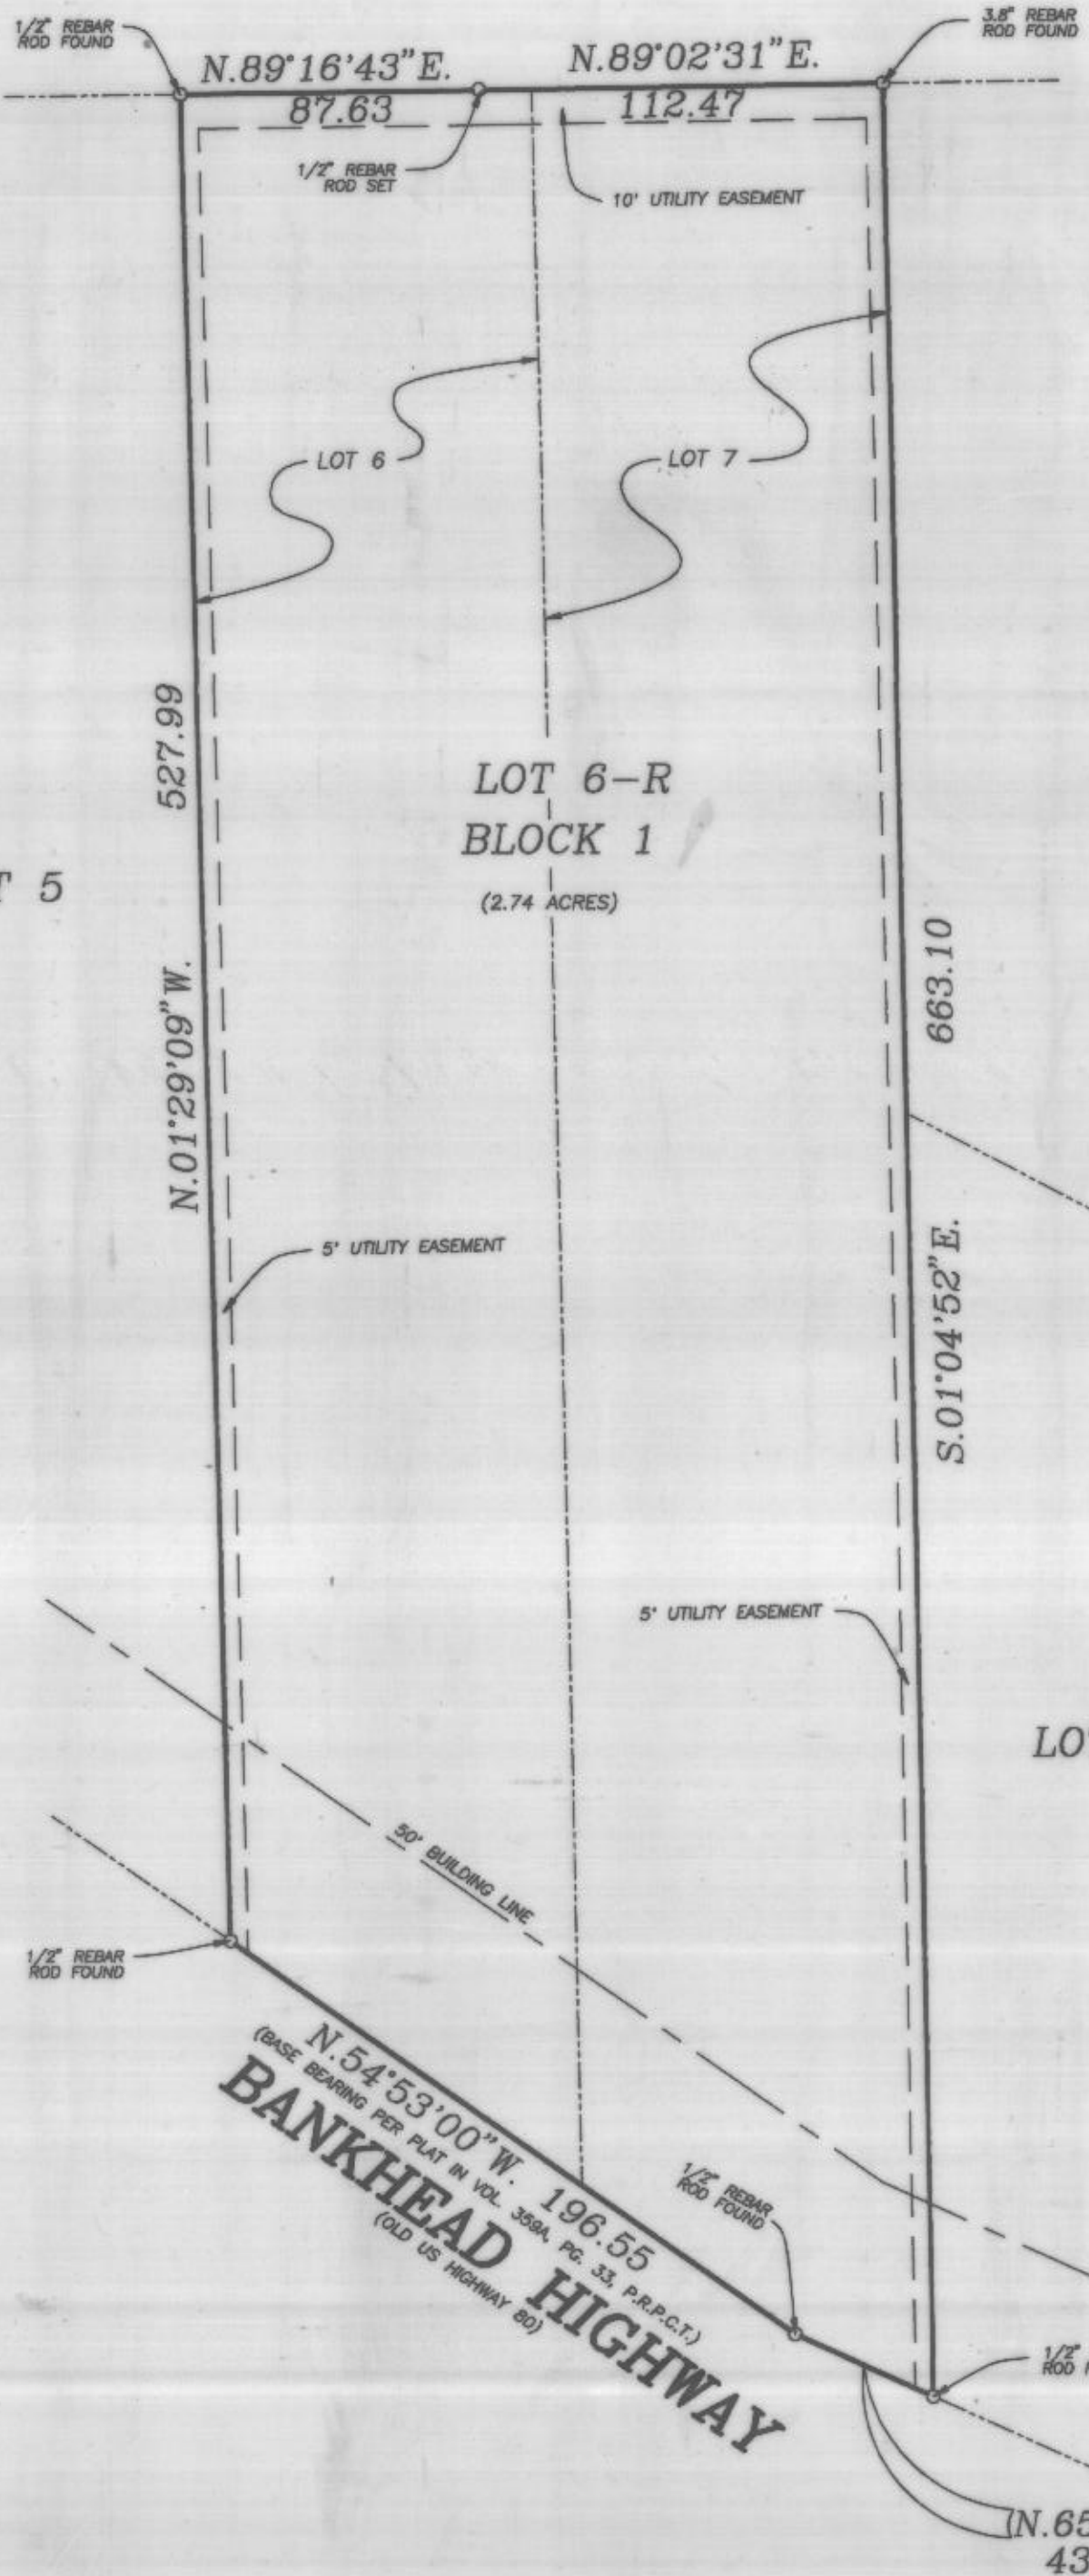 1/2" REBAR
ROD FOUND
3.8" REBAR
ROD FOUND
N.89°16'43"E.
N.89°02'31"E.
87.63
112.47
1/2" REBAR
ROD SET
10' UTILITY EASEMENT
LOT 6
LOT 7
527.99
LOT 6-R
BLOCK 1
(2.74 ACRES)
T 5
663.10
N.01°29'09"W.
5' UTILITY EASEMENT
S.01°04'52"E.
5' UTILITY EASEMENT
LO
50' BUILDING LINE
1/2" REBAR
ROD FOUND
N.54°53'00"W. 196.55
(BASE BEARING PER PLAT IN VOL. 359A, PG. 33, P.R.P.C.T.)
BANKHEAD HIGHWAY
(OLD US HIGHWAY 80)
1/2" REBAR
ROD FOUND
1/2"
ROD
N.65
43